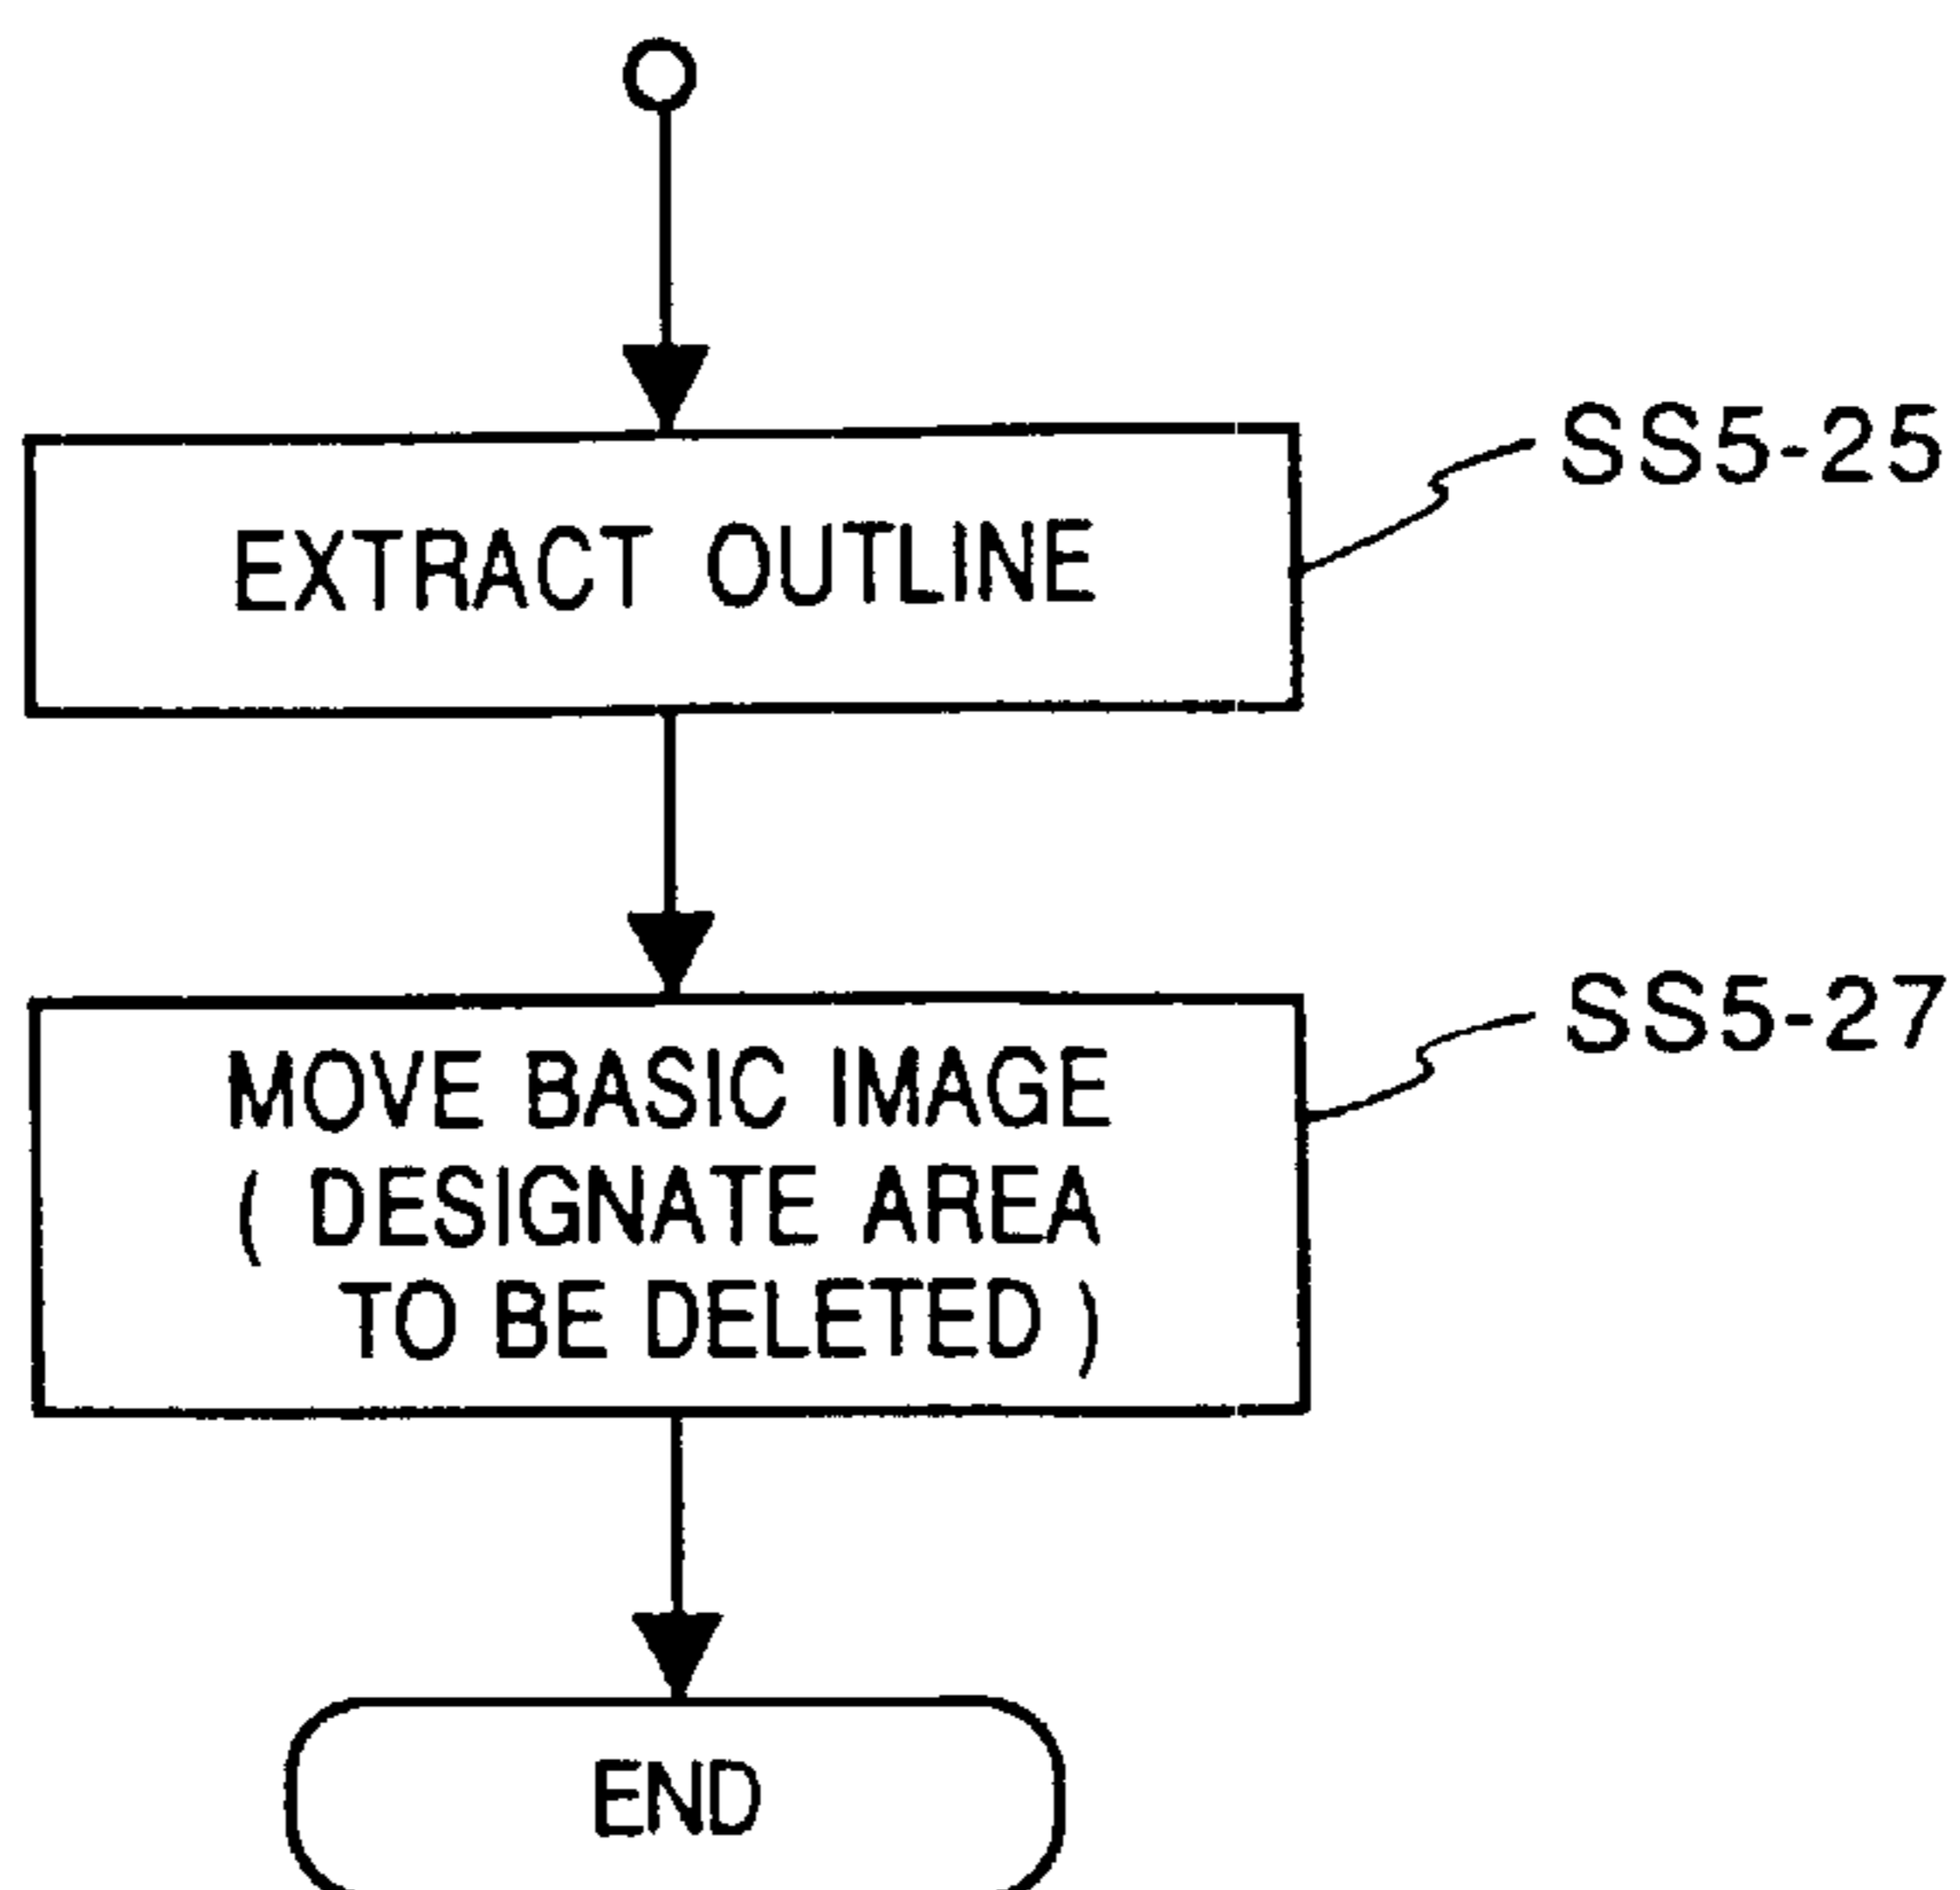 EXTRACT OUTLINE
SS5-25
MOVE BASIC IMAGE
( DESIGNATE AREA
TO BE DELETED )
SS5-27
END